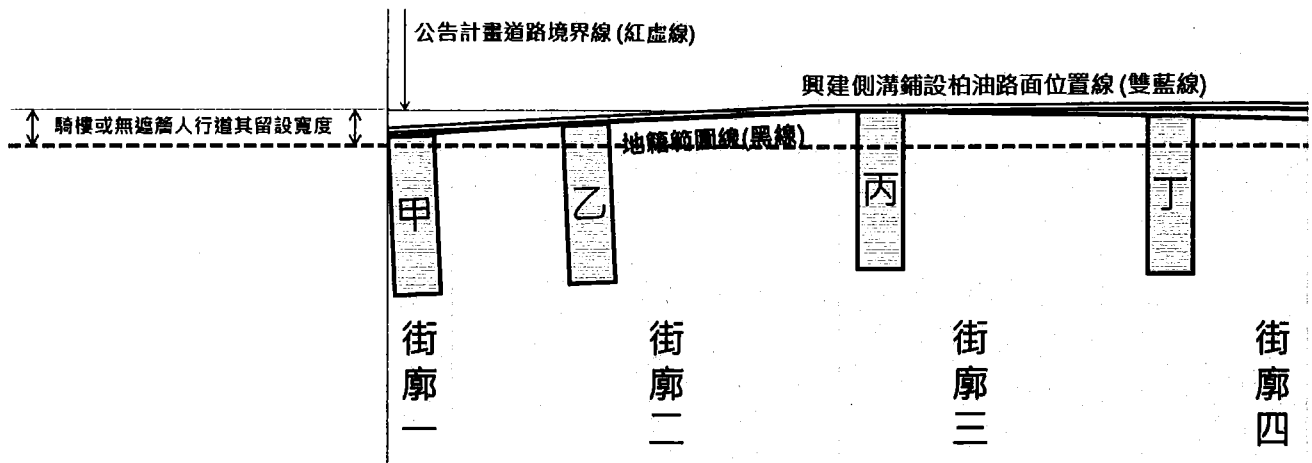 公告計畫道路境界線(紅虛線)
興建側溝鋪設柏油路面位置線(雙藍線)
騎樓或無遮簷人行道其留設寬度
地籍範圍線(黑線)
甲
乙
丙
丁
街廓一
街廓二
街廓三
街廓四